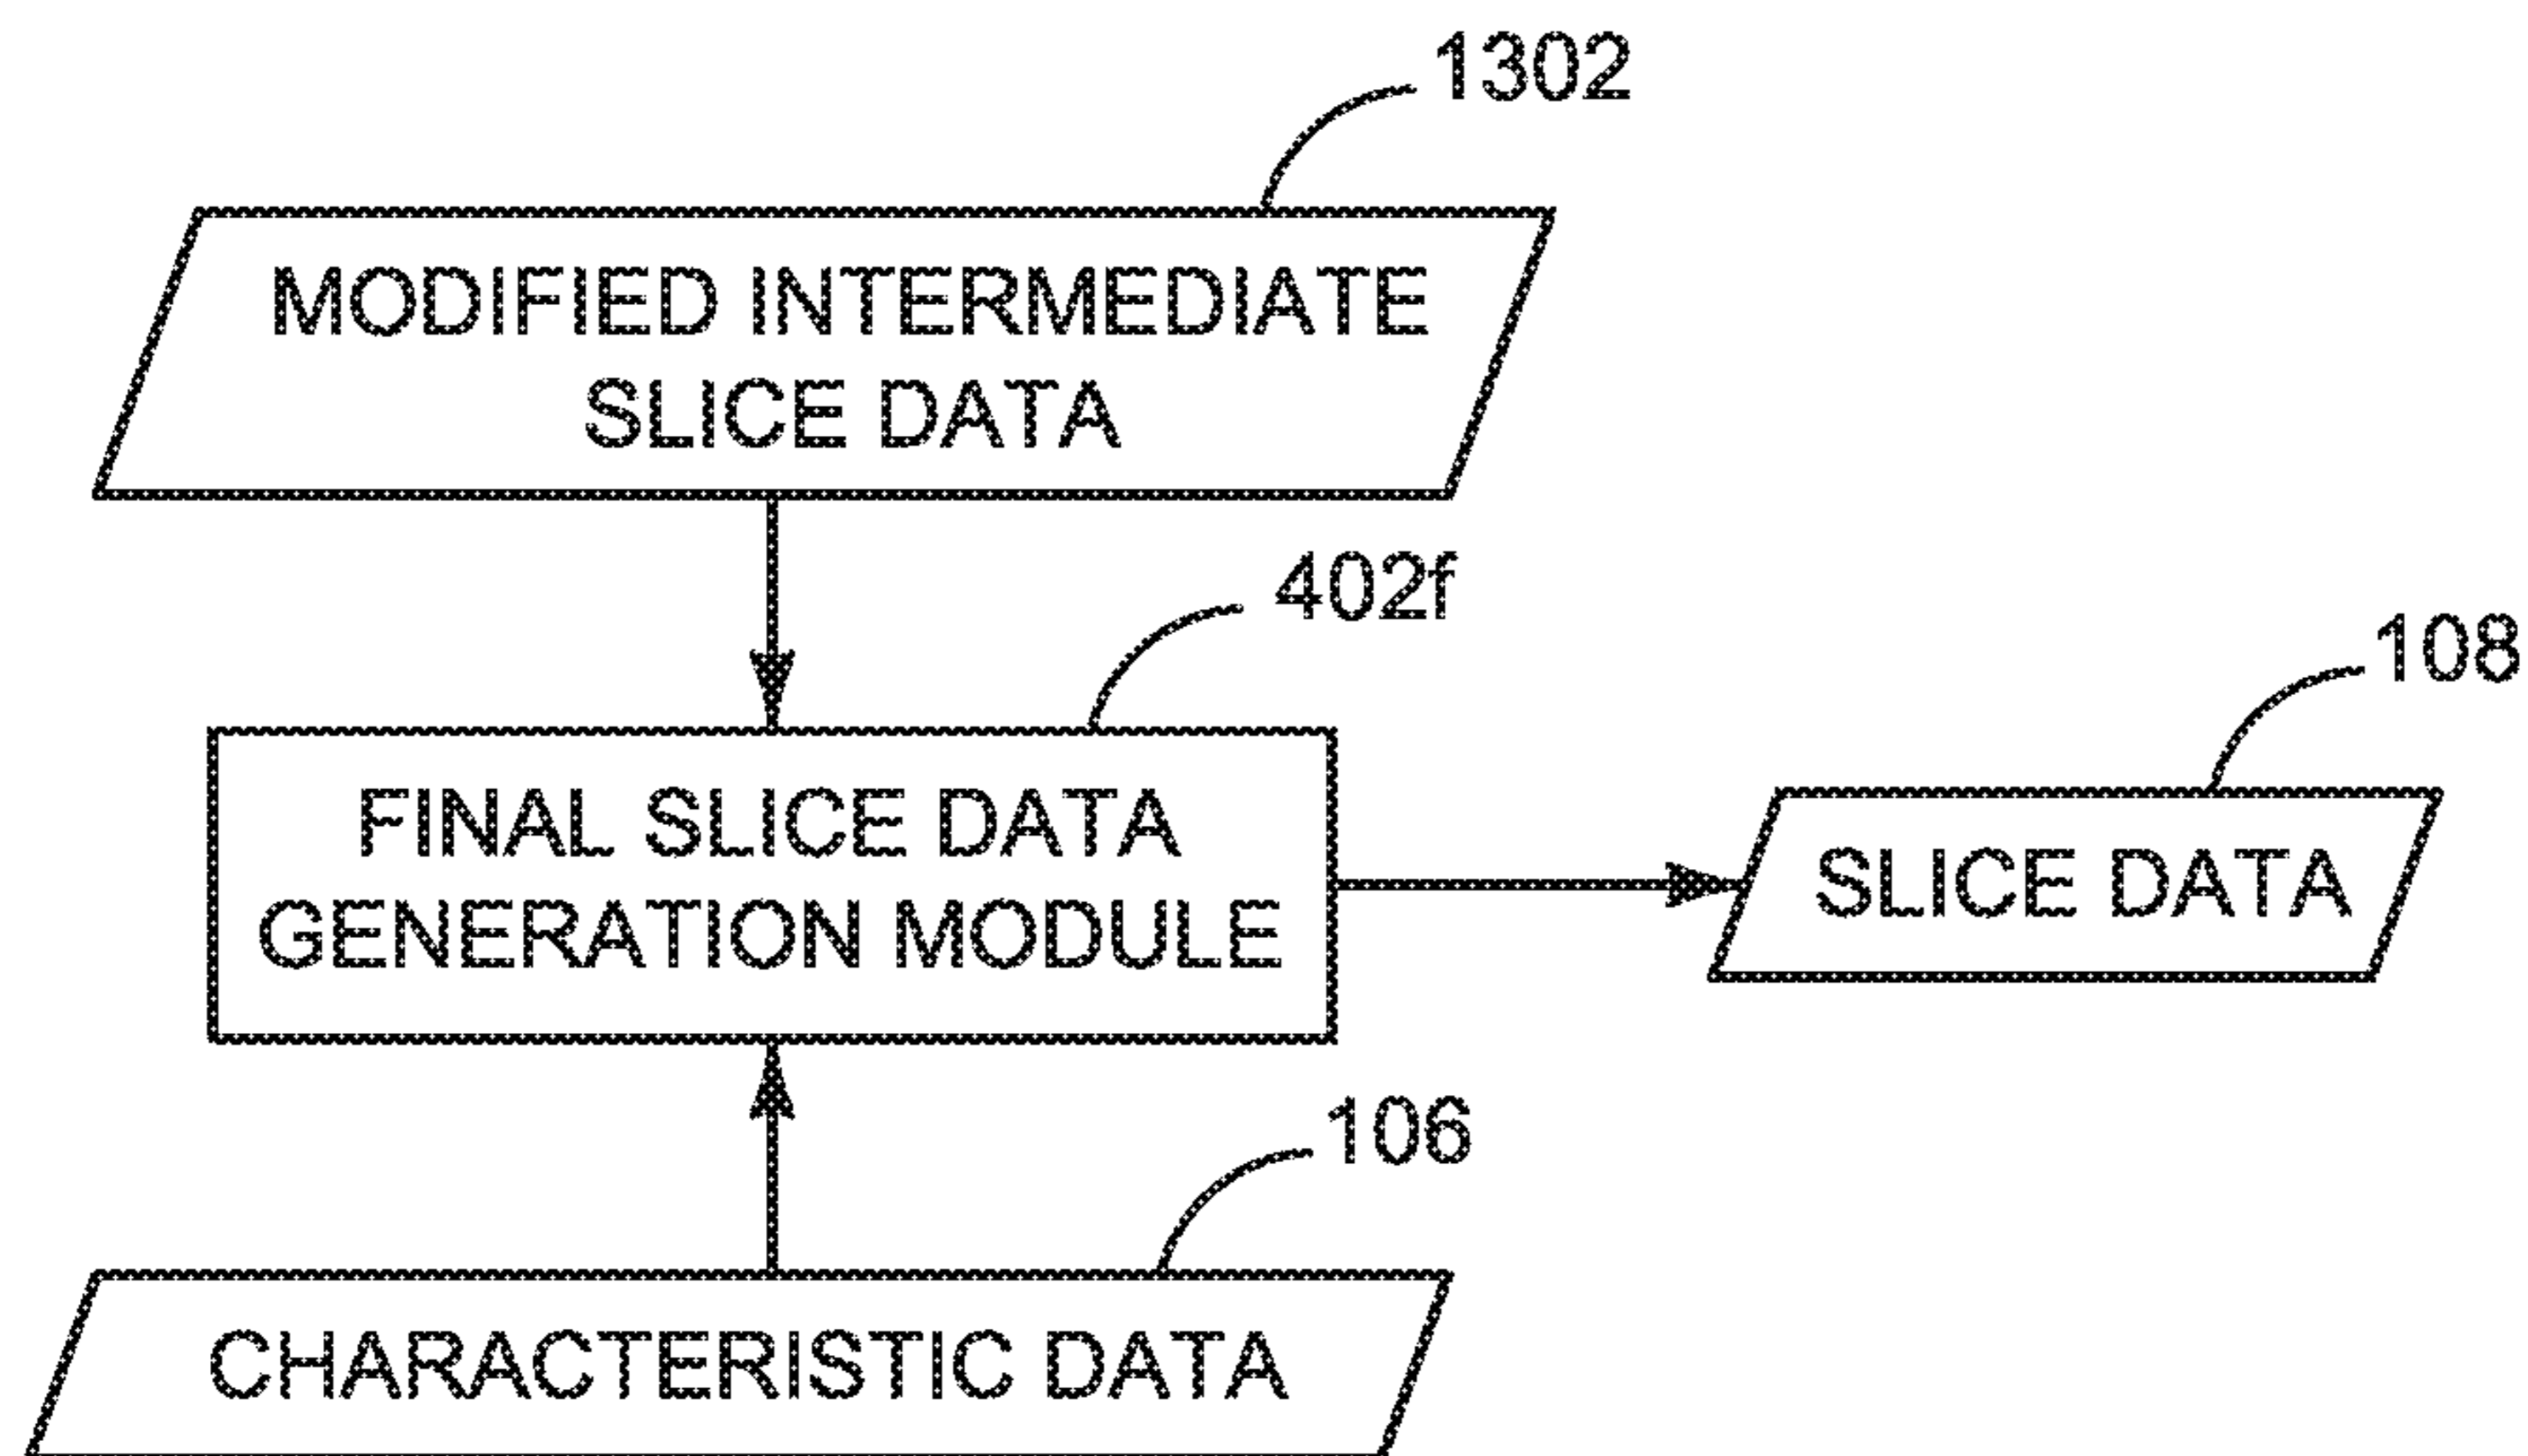 1302
MODIFIED INTERMEDIATE
SLICE DATA
402f
108
FINAL SLICE DATA
GENERATION MODULE
SLICE DATA
106
CHARACTERISTIC DATA